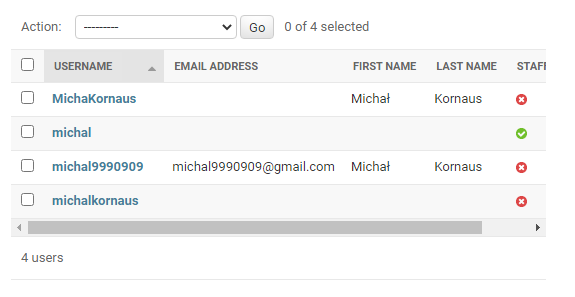 Action: --------- Go 0 of 4 selected
USERNAME EMAIL ADDRESS FIRST NAME LAST NAME STAFF
MichaKornaus Michał Kornaus
michal
michal9990909 michal9990909@gmail.com Michał Kornaus
michalkornaus
4 users